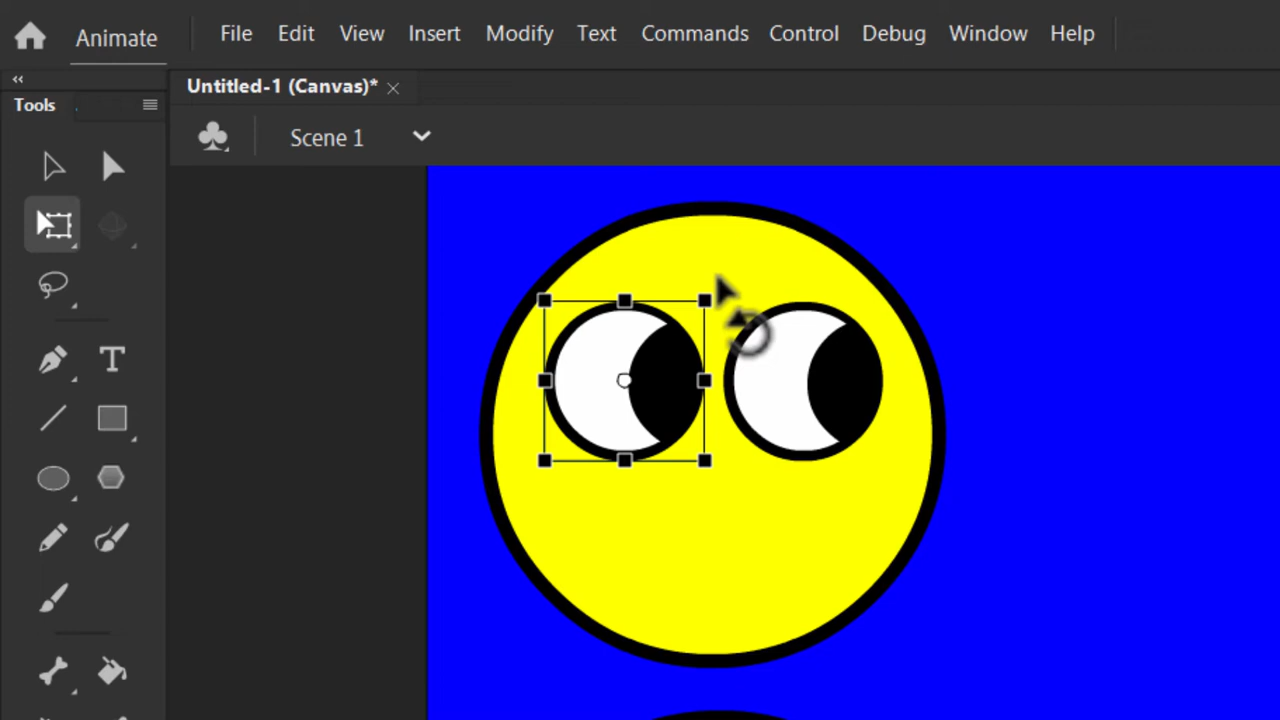 Animate File Edit View Insert Modify Text Commands Control Debug Window Help
Untitled-1 (Canvas)*
Tools
Scene 1
T